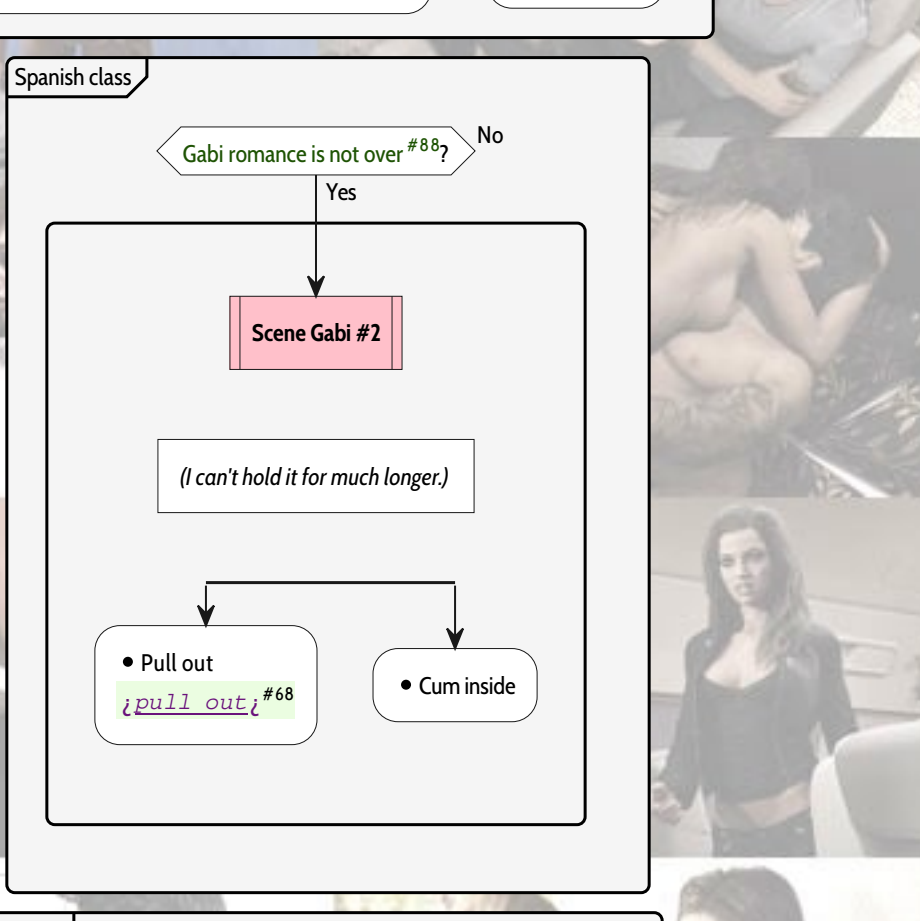 Spanish class
Gabi romance is not over #88?
No
Yes
Scene Gabi #2
(I can't hold it for much longer.)
• Pull out
¿pull out¿#68
• Cum inside